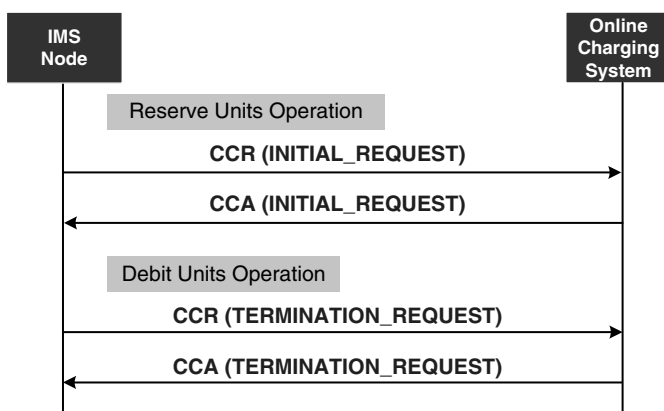 IMS
Node
Online
Charging
System
Reserve Units Operation
CCR (INITIAL_REQUEST)
CCA (INITIAL_REQUEST)
Debit Units Operation
CCR (TERMINATION_REQUEST)
CCA (TERMINATION_REQUEST)